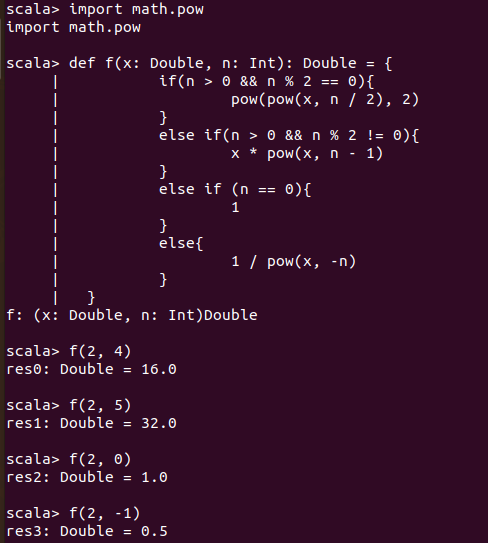 scala> import math.pow
import math.pow
scala> def f(x: Double, n: Int): Double = {
     |           if(n > 0 && n % 2 == 0){
     |                   pow(pow(x, n / 2), 2)
     |           }
     |           else if(n > 0 && n % 2 != 0){
     |                   x * pow(x, n - 1)
     |           }
     |           else if (n == 0){
     |                   1
     |           }
     |           else{
     |                   1 / pow(x, -n)
     |           }
     |   }
f: (x: Double, n: Int)Double
scala> f(2, 4)
res0: Double = 16.0
scala> f(2, 5)
res1: Double = 32.0
scala> f(2, 0)
res2: Double = 1.0
scala> f(2, -1)
res3: Double = 0.5